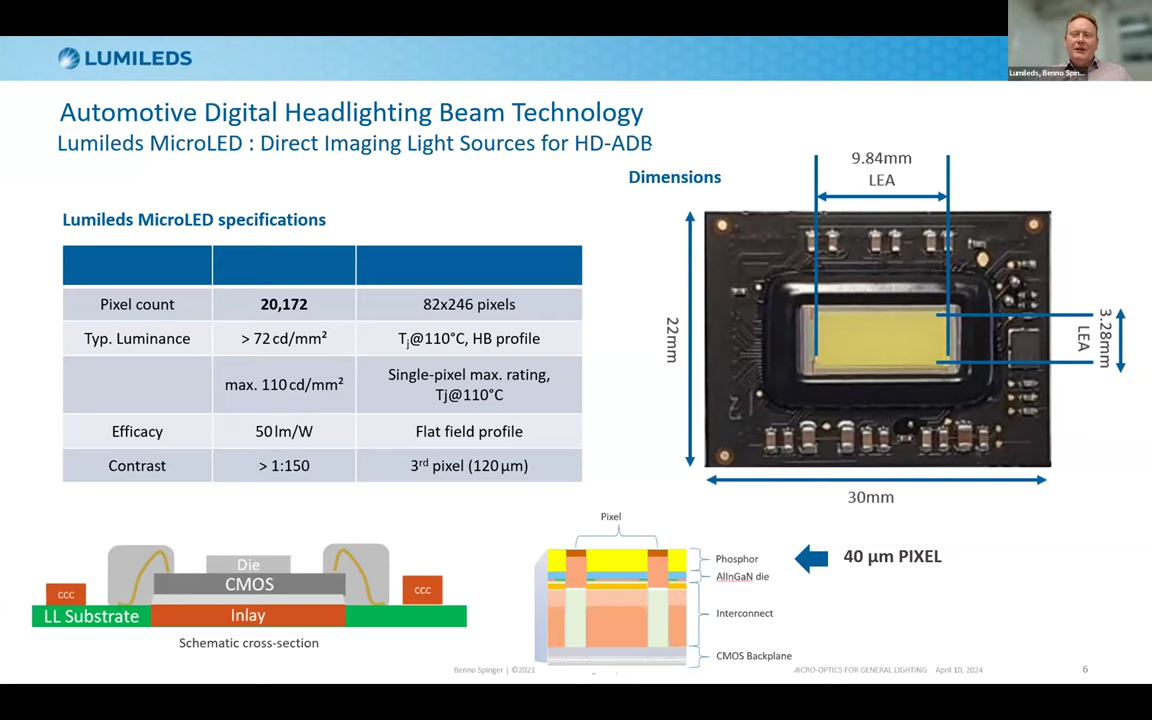 LUMILEDS
Lumileds, Benno Spin...
Automotive Digital Headlighting Beam Technology
Lumileds MicroLED : Direct Imaging Light Sources for HD-ADB
Dimensions
9.84mm
LEA
Lumileds MicroLED specifications
Pixel count 20,172 82x246 pixels
Typ. Luminance > 72 cd/mm² Tj@110°C, HB profile
max. 110 cd/mm² Single-pixel max. rating,
Tj@110°C
Efficacy 50 lm/W Flat field profile
Contrast > 1:150 3rd pixel (120 µm)
22mm
3.28mm
LEA
30mm
Die
CMOS
CCC
CCC
LL Substrate
Inlay
Schematic cross-section
Pixel
Phosphor
AlInGaN die
Interconnect
CMOS Backplane
40 µm PIXEL
Benno Spinger | ©2021
MICRO-OPTICS FOR GENERAL LIGHTING April 10, 2024
6